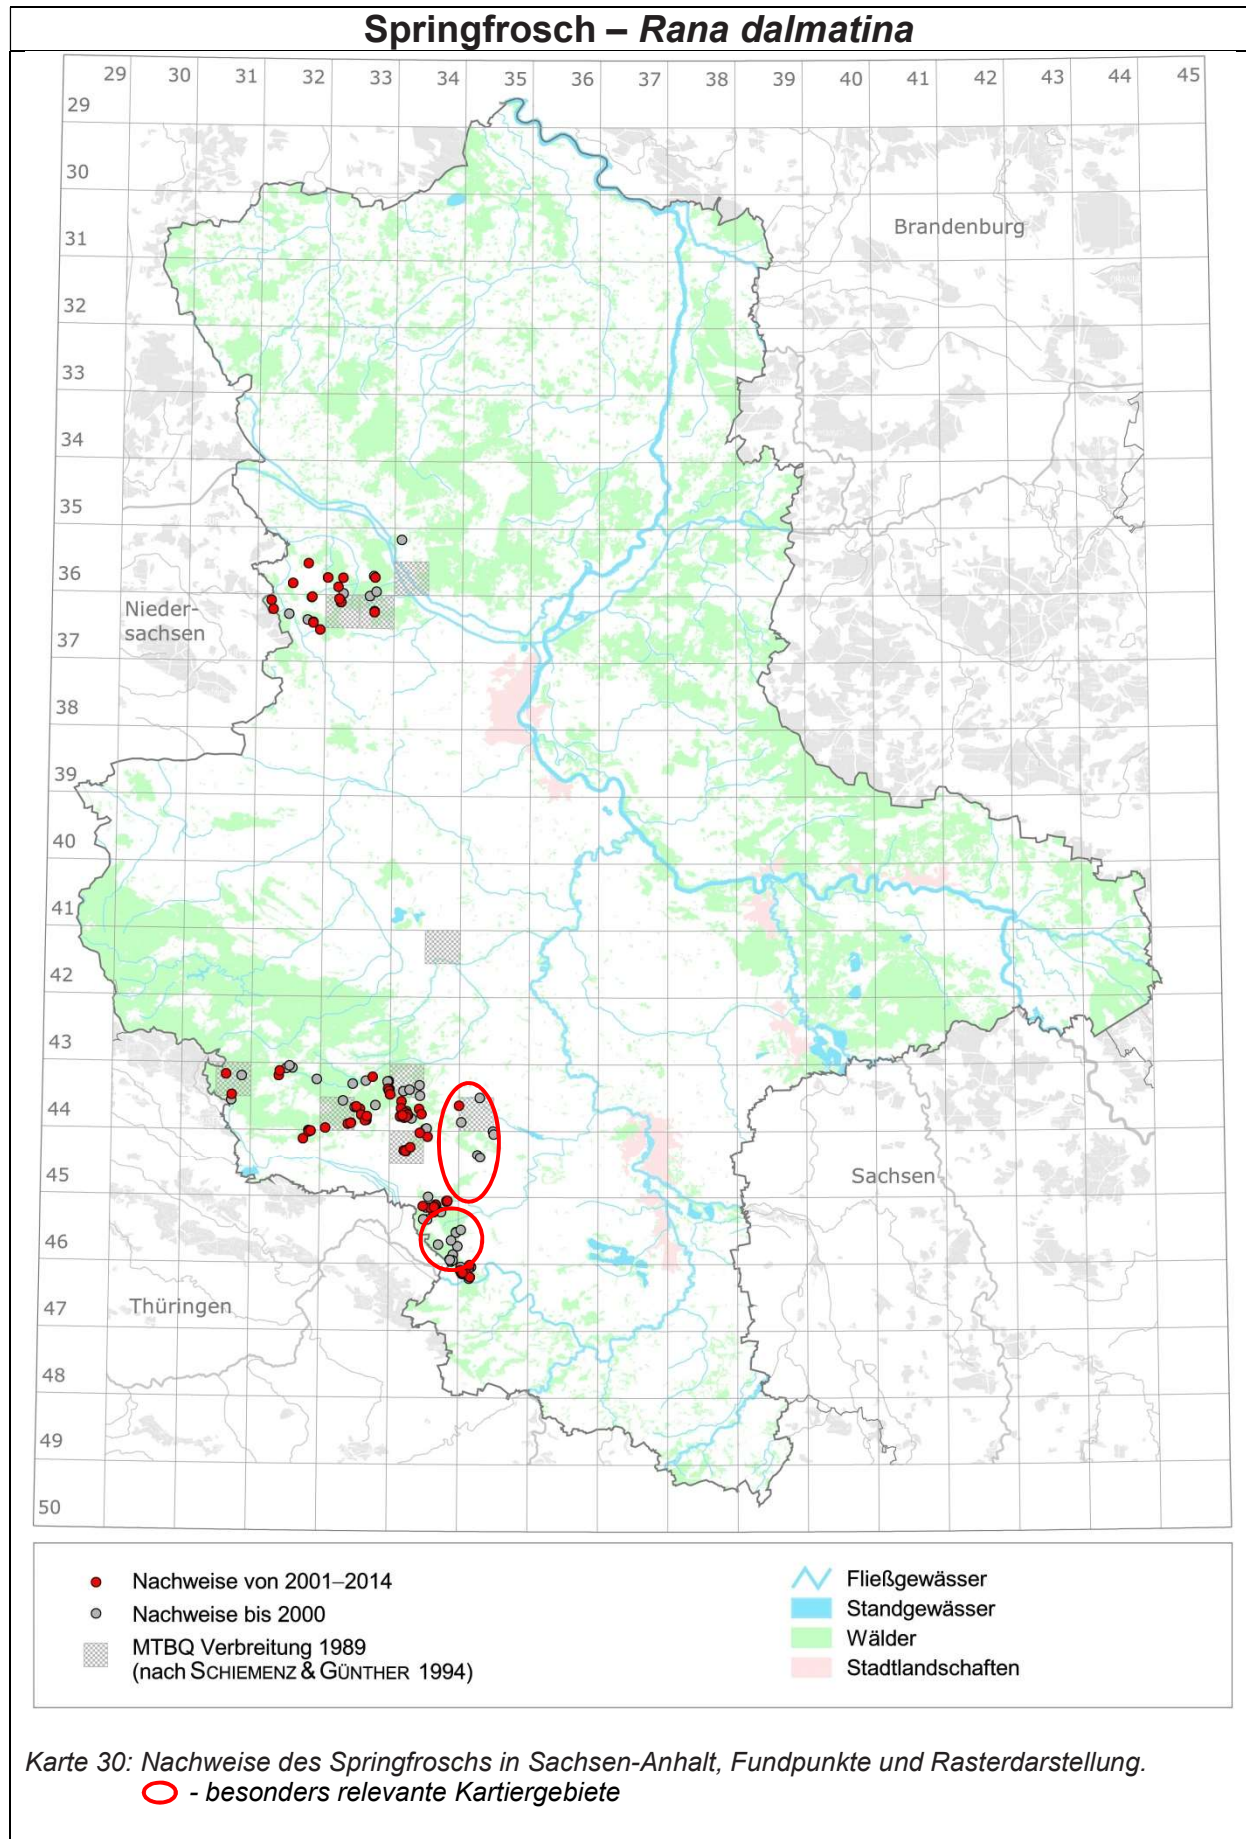 Springfrosch – Rana dalmatina
29 30 31 32 33 34 35 36 37 38 39 40 41 42 43 44 45
29
30
31
32
33
34
35
36
37
38
39
40
41
42
43
44
45
46
47
48
49
50
Brandenburg
Nieder-
sachsen
Sachsen
Thüringen
Nachweise von 2001–2014
Nachweise bis 2000
MTBQ Verbreitung 1989
(nach SCHIEMENZ & GÜNTHER 1994)
Fließgewässer
Standgewässer
Wälder
Stadtlandschaften
Karte 30: Nachweise des Springfroschs in Sachsen-Anhalt, Fundpunkte und Rasterdarstellung.
- besonders relevante Kartiergebiete